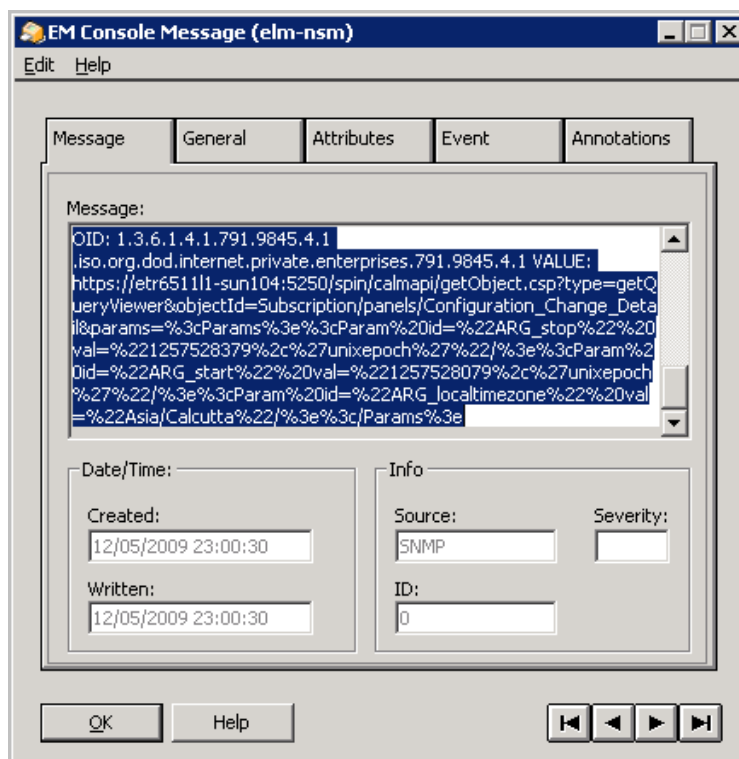 EM Console Message (elm-nsm)
Edit Help
Message General Attributes Event Annotations
Message:
OID: 1.3.6.1.4.1.791.9845.4.1
.iso.org.dod.internet.private.enterprises.791.9845.4.1 VALUE:
https://etr6511l1-sun104:5250/spin/calmapi/getObject.csp?type=getQ
ueryViewer&objectId=Subscription/panels/Configuration_Change_Deta
il&params=%3cParams%3e%3cParam%20id=%22ARG_stop%22%20
val=%221257528379%2c%27unixepoch%27%22/%3e%3cParam%2
0id=%22ARG_start%22%20val=%221257528079%2c%27unixepoch
%27%22/%3e%3cParam%20id=%22ARG_localtimezone%22%20val
=%22Asia/Calcutta%22/%3e%3c/Params%3e
Date/Time: Info
Created: Source: Severity:
12/05/2009 23:00:30 SNMP
Written: ID:
12/05/2009 23:00:30 0
OK Help